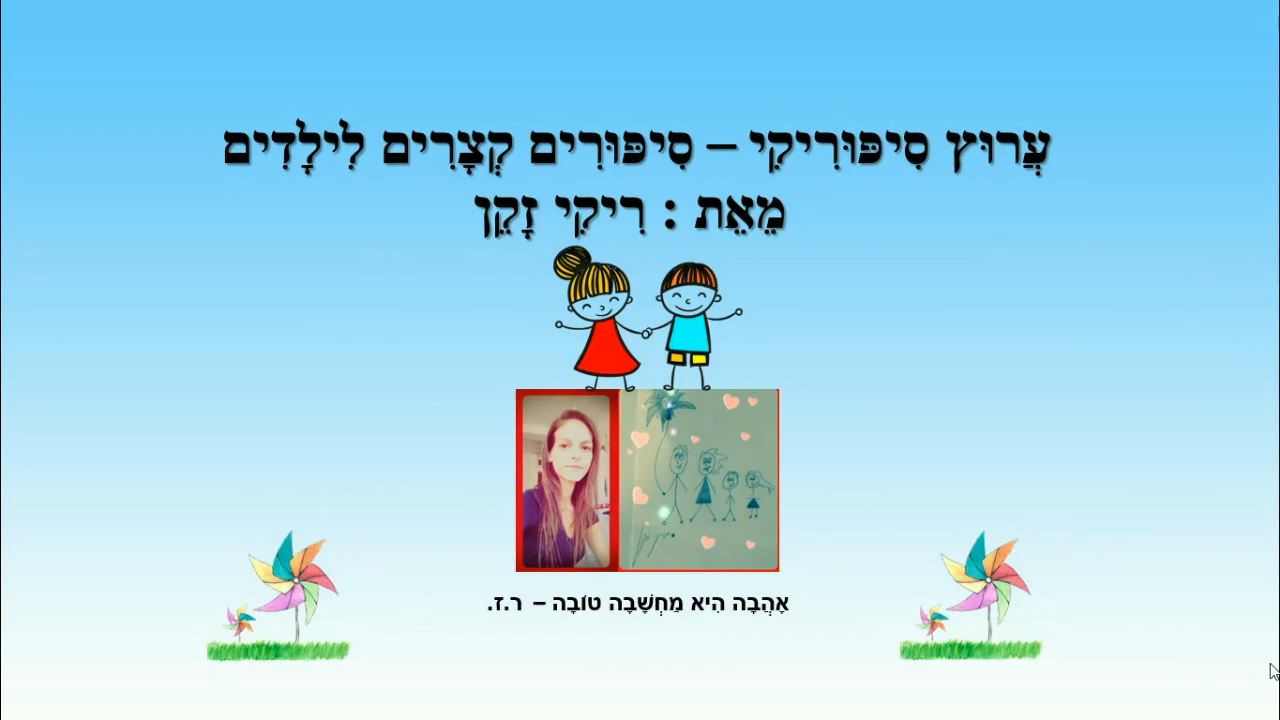 עֲרוּץ סִיפּוּרִיקִי – סִיפּוּרִים קְצָרִים לִילָדִים
מֵאֵת : רִיקִי זָקֵן
אָהֲבָה הִיא מַחְשָׁבָה טוֹבָה – ר.ז.